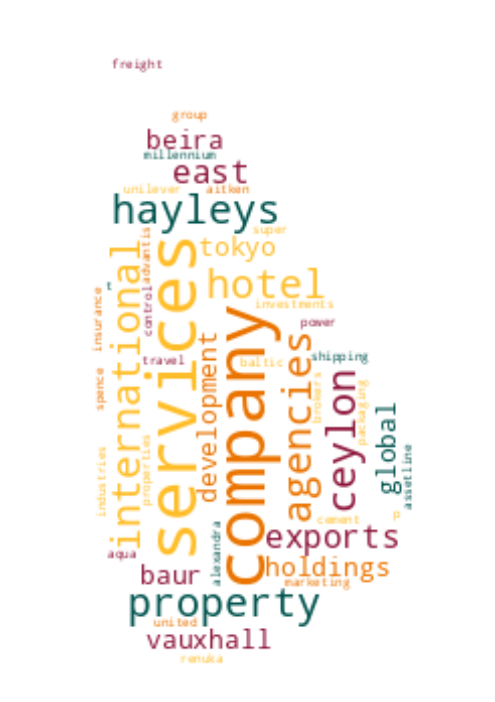 freight
group
beira
millennium
east
unilever
aitken
hayleys
super
tokyo
advantis
international
services
hotel
t
insurance
control
investments
power
company
travel
baltic
shipping
development
agencies
spence
ceylon
brokers
packaging
global
properties
industries
assetline
p
cement
alexandra
exports
aqua
baur
holdings
marketing
property
united
vauxhall
renuka